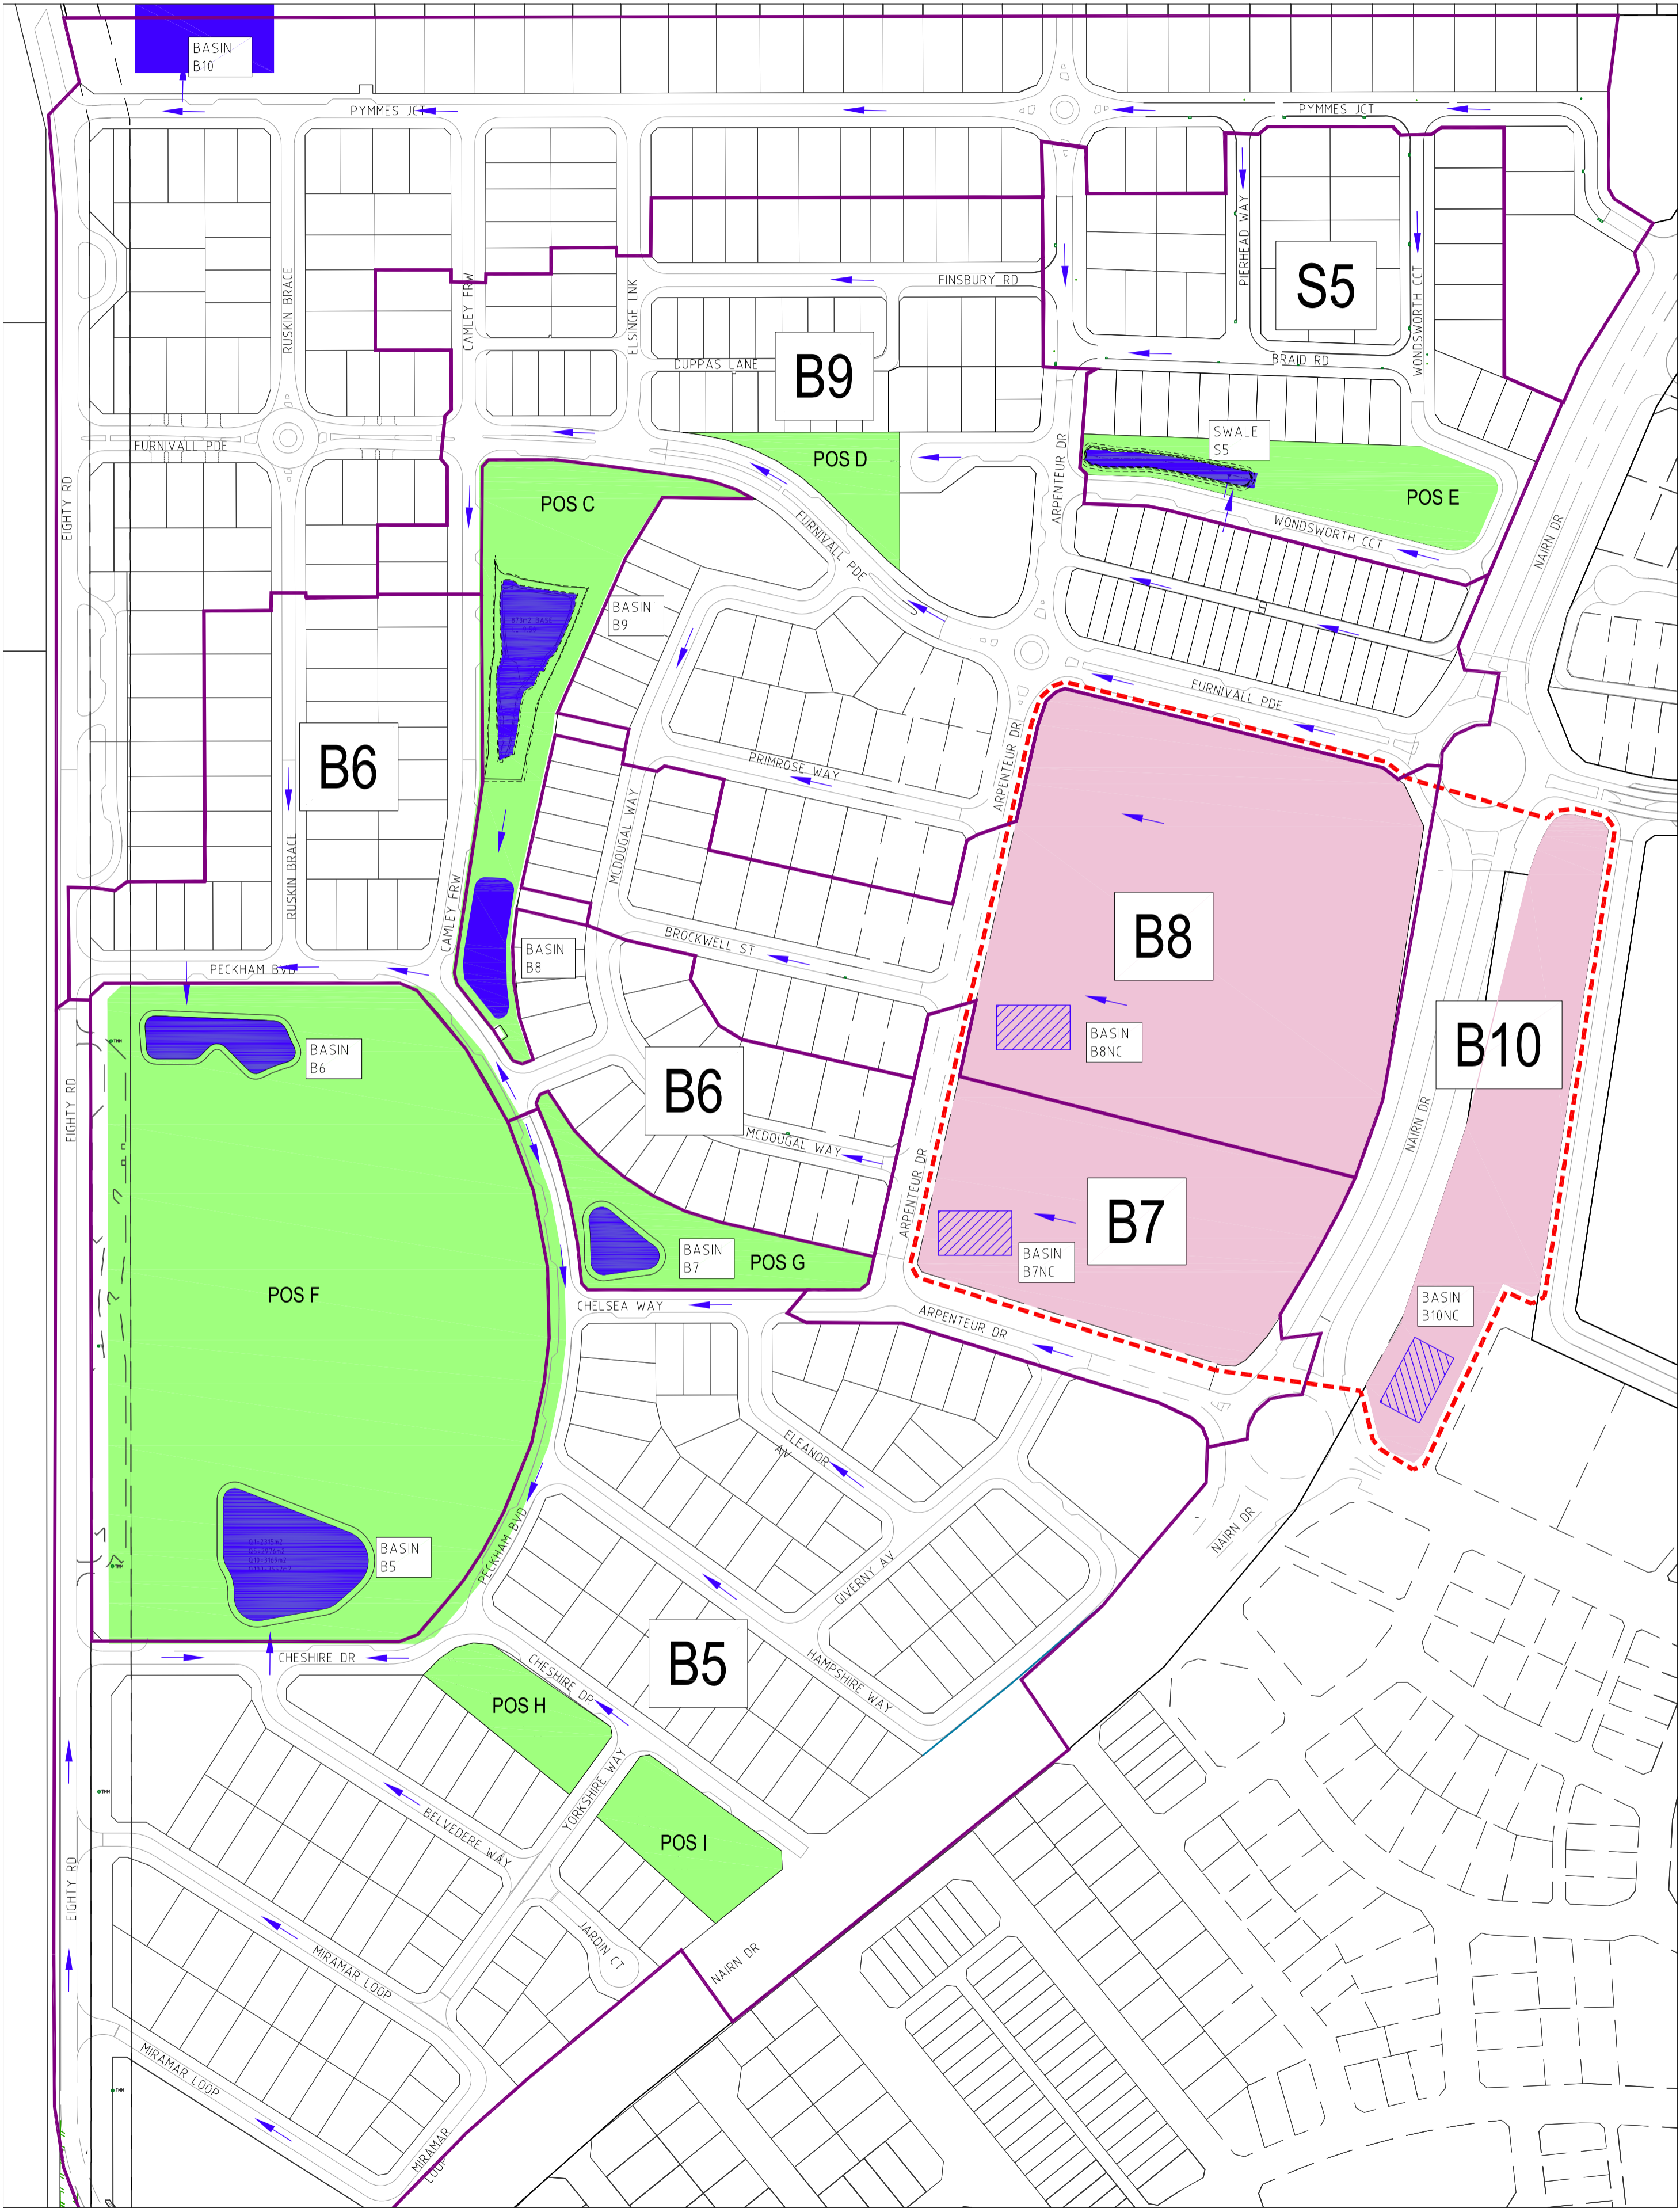 BASIN
B10
PYMMES JCT
PYMMES JCT
RUSKIN BRACE
CAMLEY FRW
ELSINGE LNK
FINSBURY RD
PIERHEAD WAY
WONDSWORTH CCT
S5
DUPPAS LANE
B9
BRAID RD
FURNIVALL PDE
EIGHTY RD
POS D
ARPENTEUR DR
SWALE
S5
POS E
POS C
FURNIVALL PDE
WONDSWORTH CCT
NAIRN DR
BASIN
B9
873m2 BASE
FURNIVALL PDE
B6
PRIMROSE WAY
ARPENTEUR DR
MCDOUGAL WAY
RUSKIN BRACE
CAMLEY FRW
BROCKWELL ST
BASIN
B8
B8
PECKHAM BVD
BASIN
B8NC
B10
BASIN
B6
B6
EIGHTY RD
MCDOUGAL WAY
NAIRN DR
ARPENTEUR DR
B7
BASIN
B7
POS G
BASIN
B7NC
POS F
CHELSEA WAY
ARPENTEUR DR
BASIN
B10NC
ELEANOR
AV
NAIRN DR
PECKHAM BVD
BASIN
B5
GIVERNY AV
B5
CHESHIRE DR
CHESHIRE DR
HAMPSHIRE WAY
POS H
YORKSHIRE WAY
BELVEDERE WAY
POS I
EIGHTY RD
JARDIN CT
MIRAMAR LOOP
NAIRN DR
MIRAMAR LOOP
MIRAMAR
LOOP